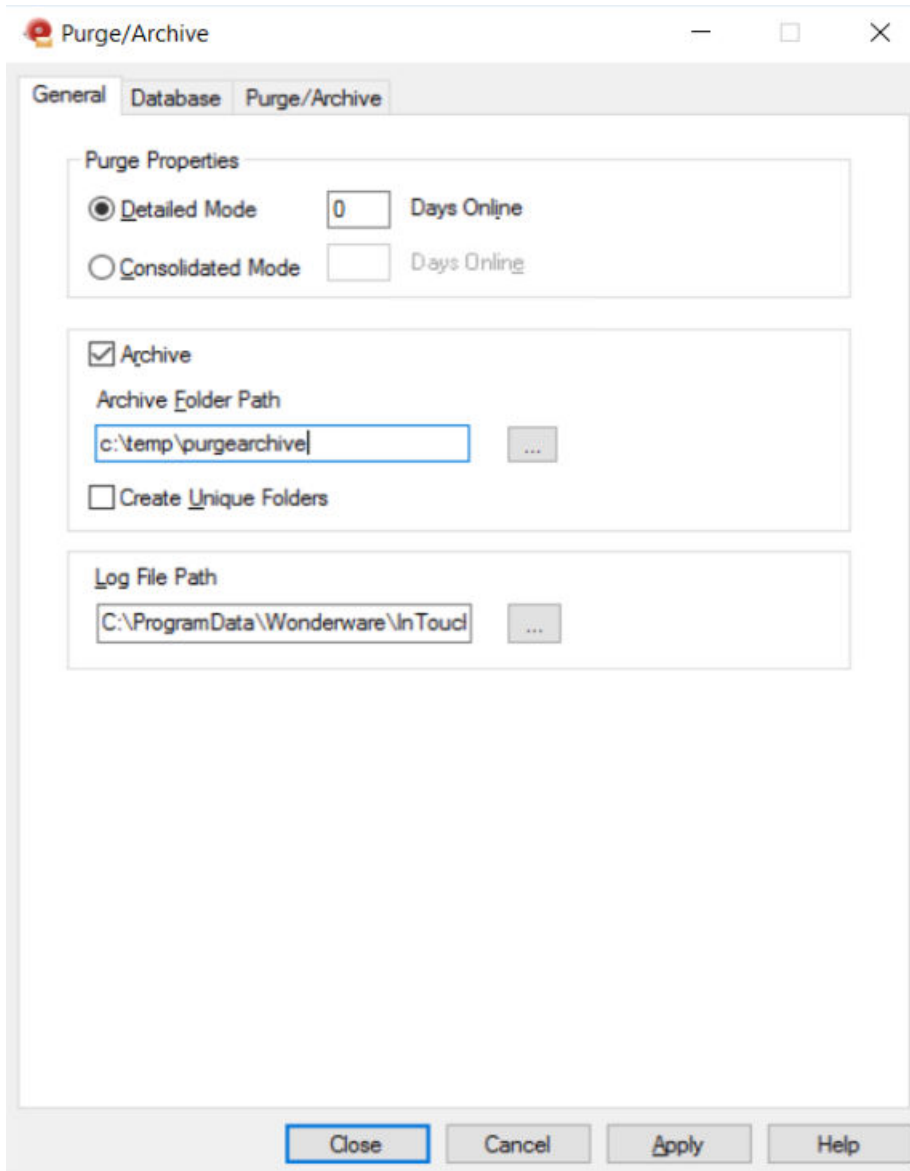 Purge/Archive
General Database Purge/Archive
Purge Properties
Detailed Mode 0 Days Online
Consolidated Mode Days Online
Archive
Archive Folder Path
c:\temp\purgearchive
...
Create Unique Folders
Log File Path
C:\ProgramData\Wonderware\InToucl
...
Close Cancel Apply Help